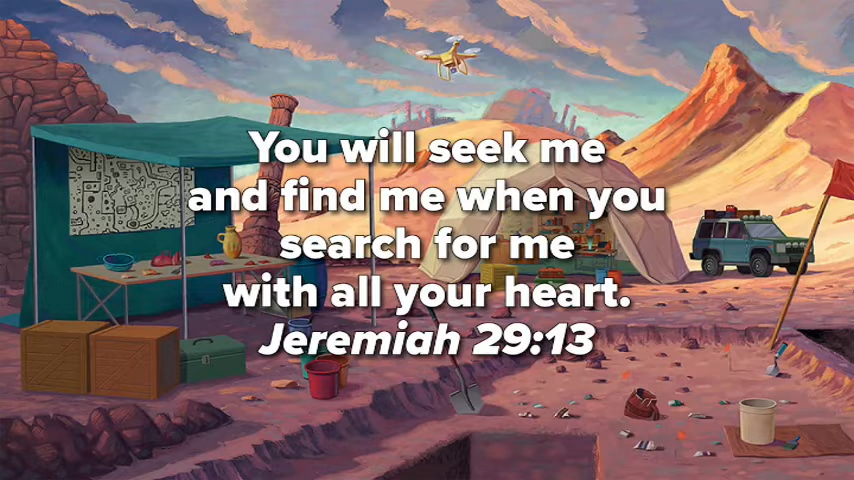 You will seek me
and find me when you
search for me
with all your heart.
Jeremiah 29:13